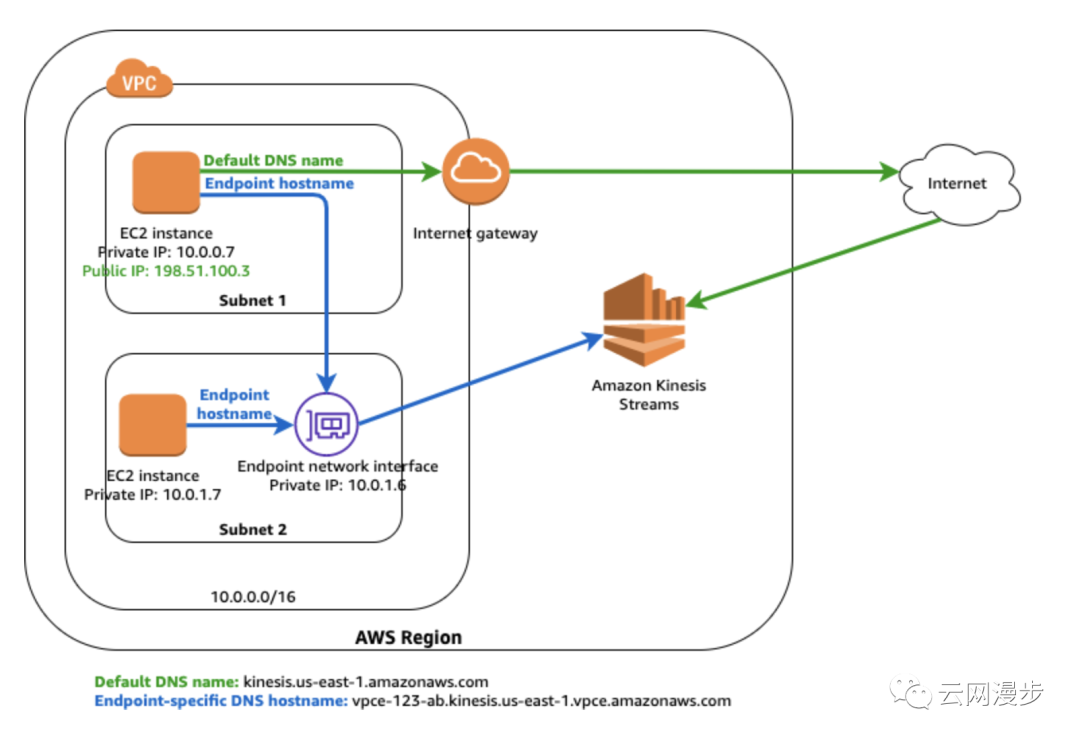 VPC
Default DNS name
Endpoint hostname
EC2 instance
Private IP: 10.0.0.7
Public IP: 198.51.100.3
Subnet 1
Internet gateway
Internet
Amazon Kinesis
Streams
Endpoint
hostname
EC2 instance
Private IP: 10.0.1.7
Endpoint network interface
Private IP: 10.0.1.6
Subnet 2
10.0.0.0/16
AWS Region
Default DNS name: kinesis.us-east-1.amazonaws.com
Endpoint-specific DNS hostname: vpce-123-ab.kinesis.us-east-1.vpce.amazonaws.com
云网漫步